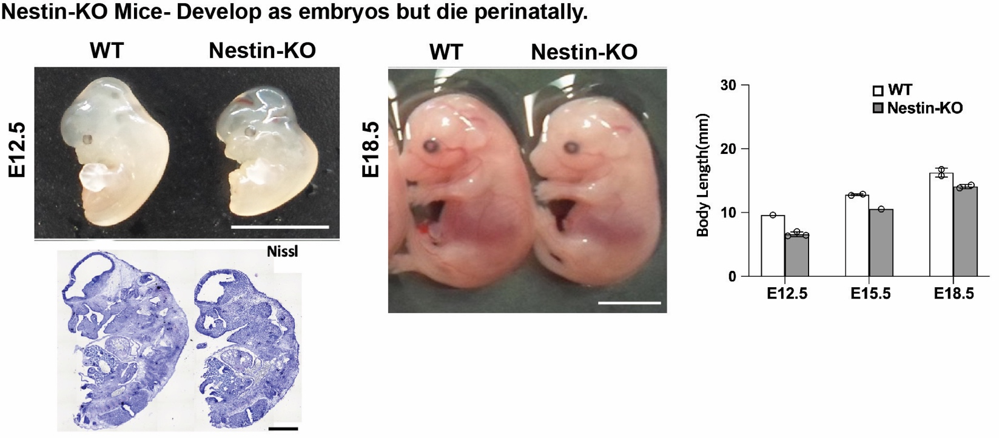 Nestin-KO Mice- Develop as embryos but die perinatally.
WT Nestin-KO
E12.5
Nissl
WT Nestin-KO
E18.5
WT
Nestin-KO
Body Length(mm)
30
20
10
0
E12.5 E15.5 E18.5